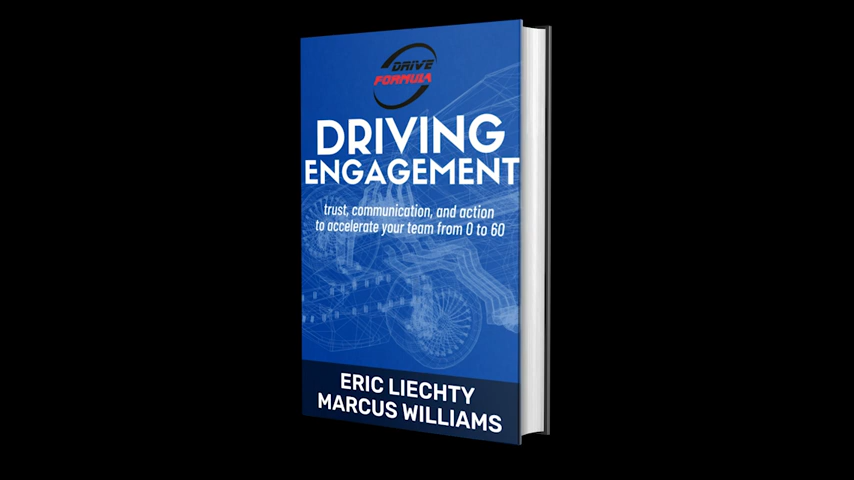 DRIVE
FORMULA
DRIVING
ENGAGEMENT
trust, communication, and action
to accelerate your team from 0 to 60
ERIC LIECHTY
MARCUS WILLIAMS